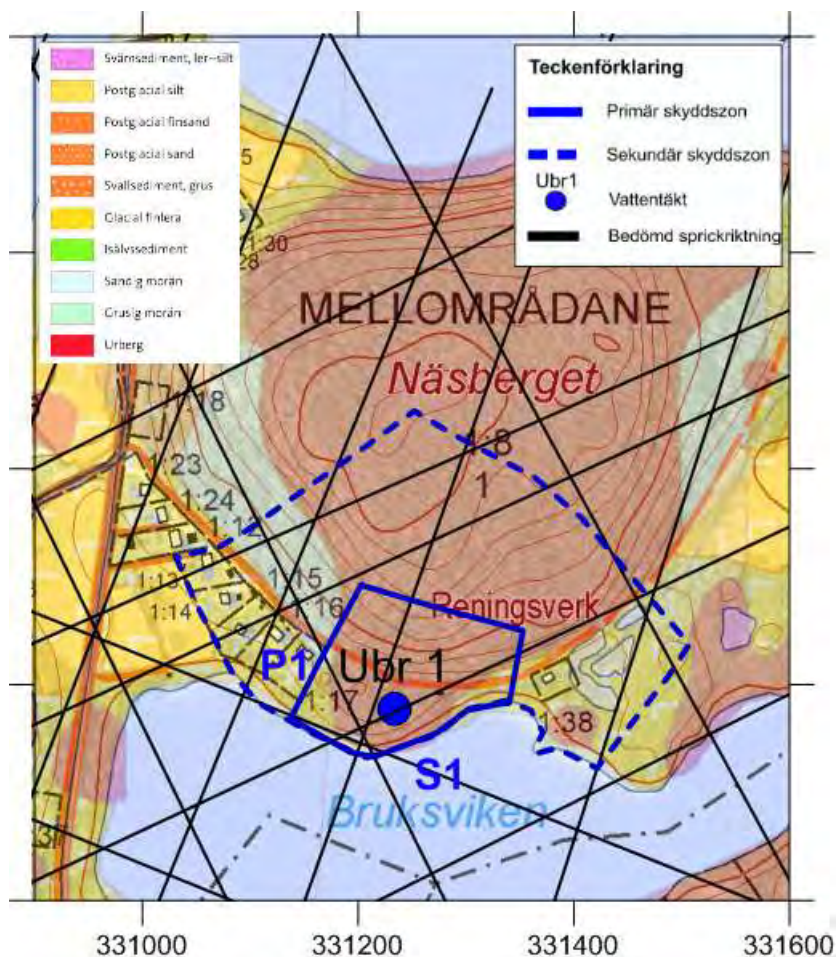 Svämsediment, ler--silt
Postglacial silt
Postglacial finsand
Postglacial sand
Svallsediment, grus
Glacial finlera
Isälvssediment
Sandig morän
Grusig morän
Urberg
Teckenförklaring
Primär skyddszon
Sekundär skyddszon
Ubr1
Vattentäkt
Bedömd sprickriktning
MELLOMRÅDANE
Näsberget
1:8
1
1:18
1:23
1:24
1:12
1:13
1:14
1:15
1:16
Reningsverk
P1
Ubr 1
1:17
1:38
S1
Bruksviken
331000
331200
331400
331600